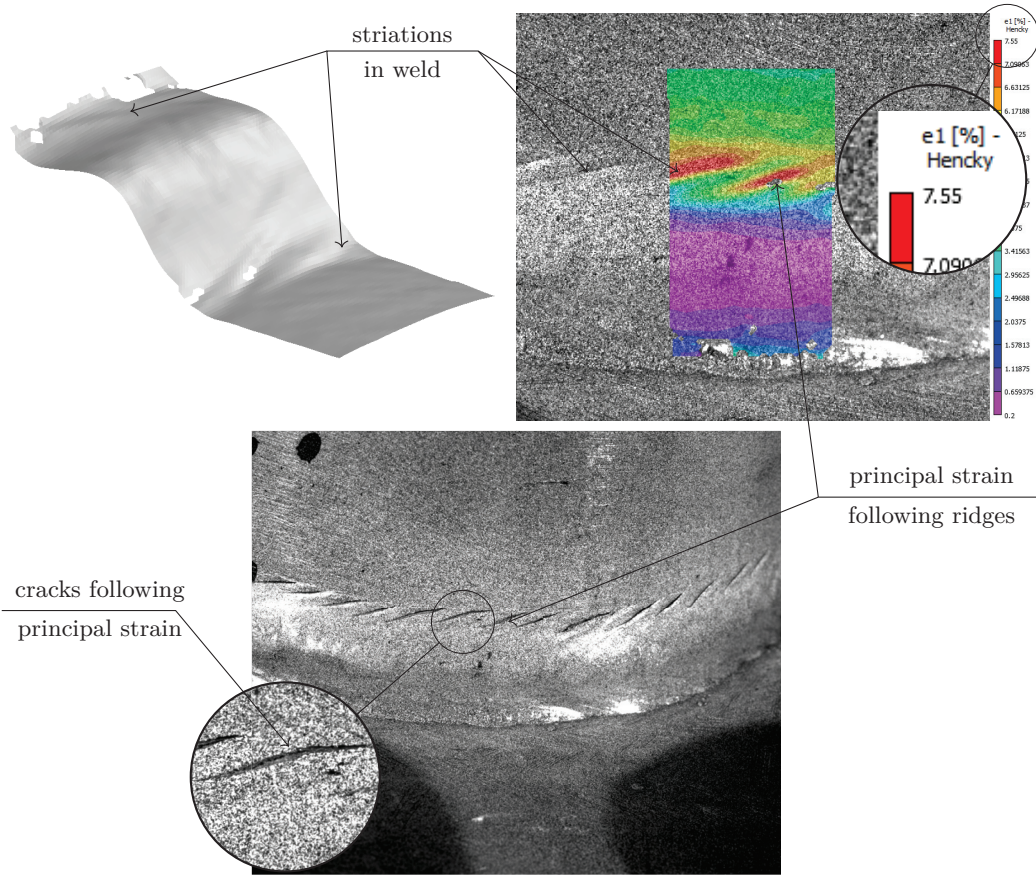 striations
in weld
e1 [%] -
Hencky
7.55
7.09063
6.63125
6.17188
3.41563
2.95625
2.49688
2.0375
1.57813
1.11875
0.659375
0.2
e1 [%] -
Hencky
7.55
principal strain
following ridges
cracks following
principal strain